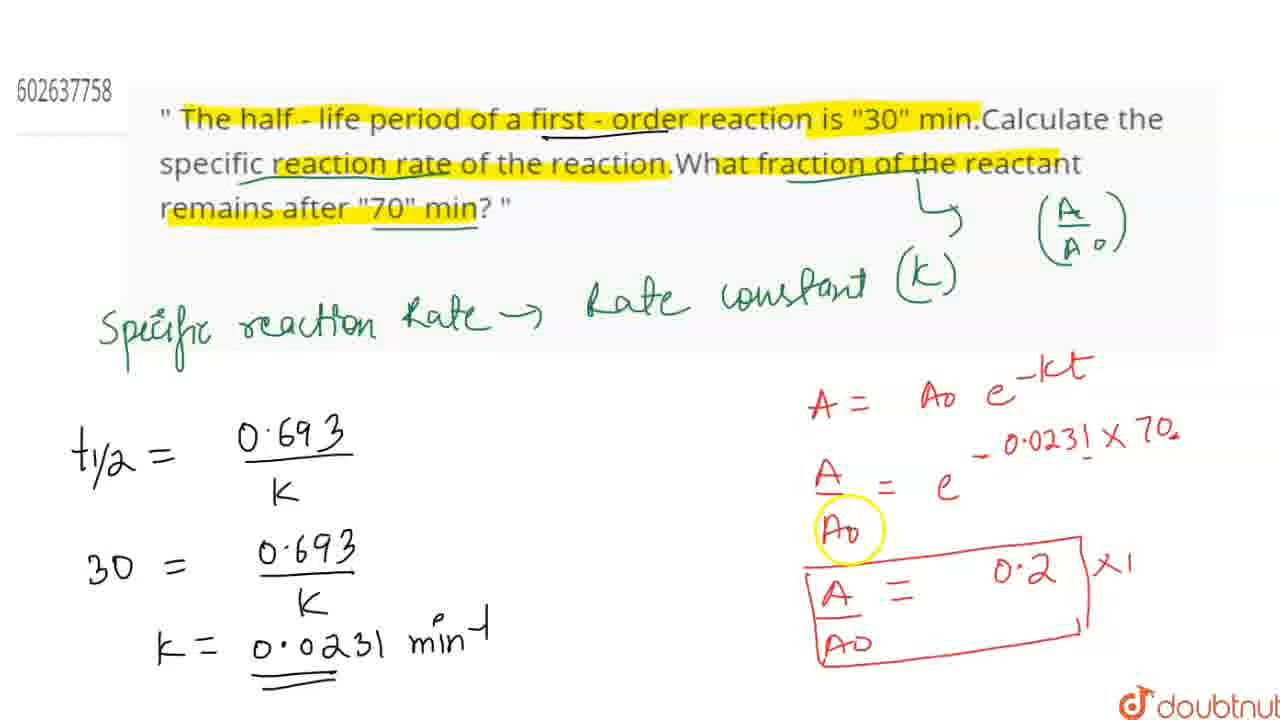 602637758
" The half - life period of a first - order reaction is "30" min.Calculate the
specific reaction rate of the reaction.What fraction of the reactant
remains after "70" min? "
(A/A0)
Specific reaction Rate → Rate constant (K)
t1/2 = 0.693/K
30 = 0.693/K
K = 0.0231 min-1
A = A0 e^-kt
A/A0 = e^-0.0231 × 70
A/A0 = 0.2 ×1
doubtnut